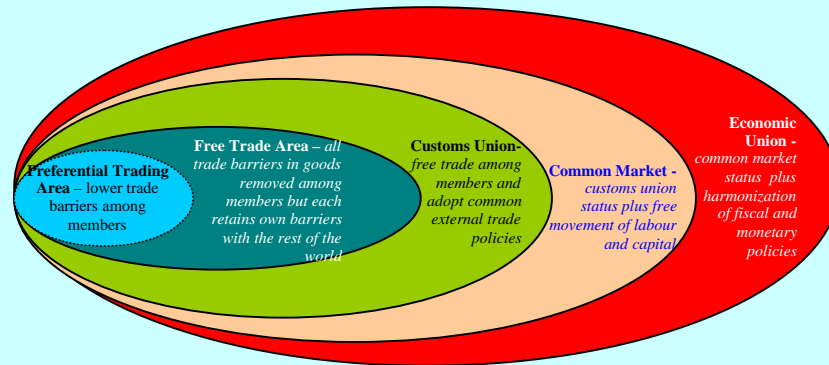 Preferential Trading
Area – lower trade
barriers among
members
Free Trade Area – all
trade barriers in goods
removed among
members but each
retains own barriers
with the rest of the
world
Customs Union-
free trade among
members and
adopt common
external trade
policies
Common Market -
customs union
status plus free
movement of labour
and capital
Economic
Union -
common market
status plus
harmonization
of fiscal and
monetary
policies